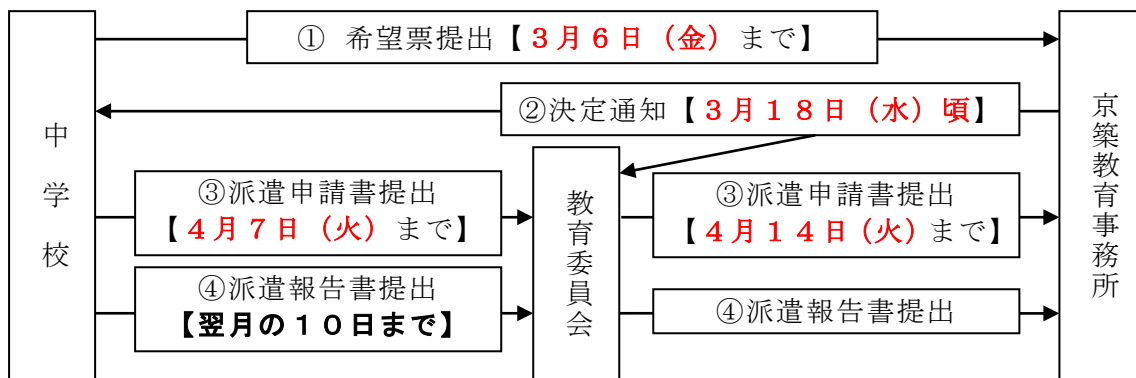 ① 希望票提出【３月６日（金）まで】
②決定通知【３月１８日（水）頃】
中学校
京築教育事務所
教育委員会
③派遣申請書提出
【４月７日（火）まで】
③派遣申請書提出
【４月１４日（火）まで】
④派遣報告書提出
【翌月の１０日まで】
④派遣報告書提出